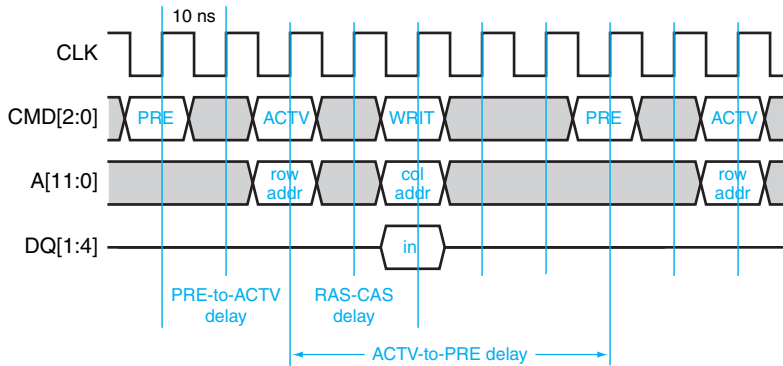 10 ns
CLK
CMD[2:0]
PRE
ACTV
WRIT
PRE
ACTV
A[11:0]
row
addr
col
addr
row
addr
DQ[1:4]
in
PRE-to-ACTV
delay
RAS-CAS
delay
ACTV-to-PRE delay